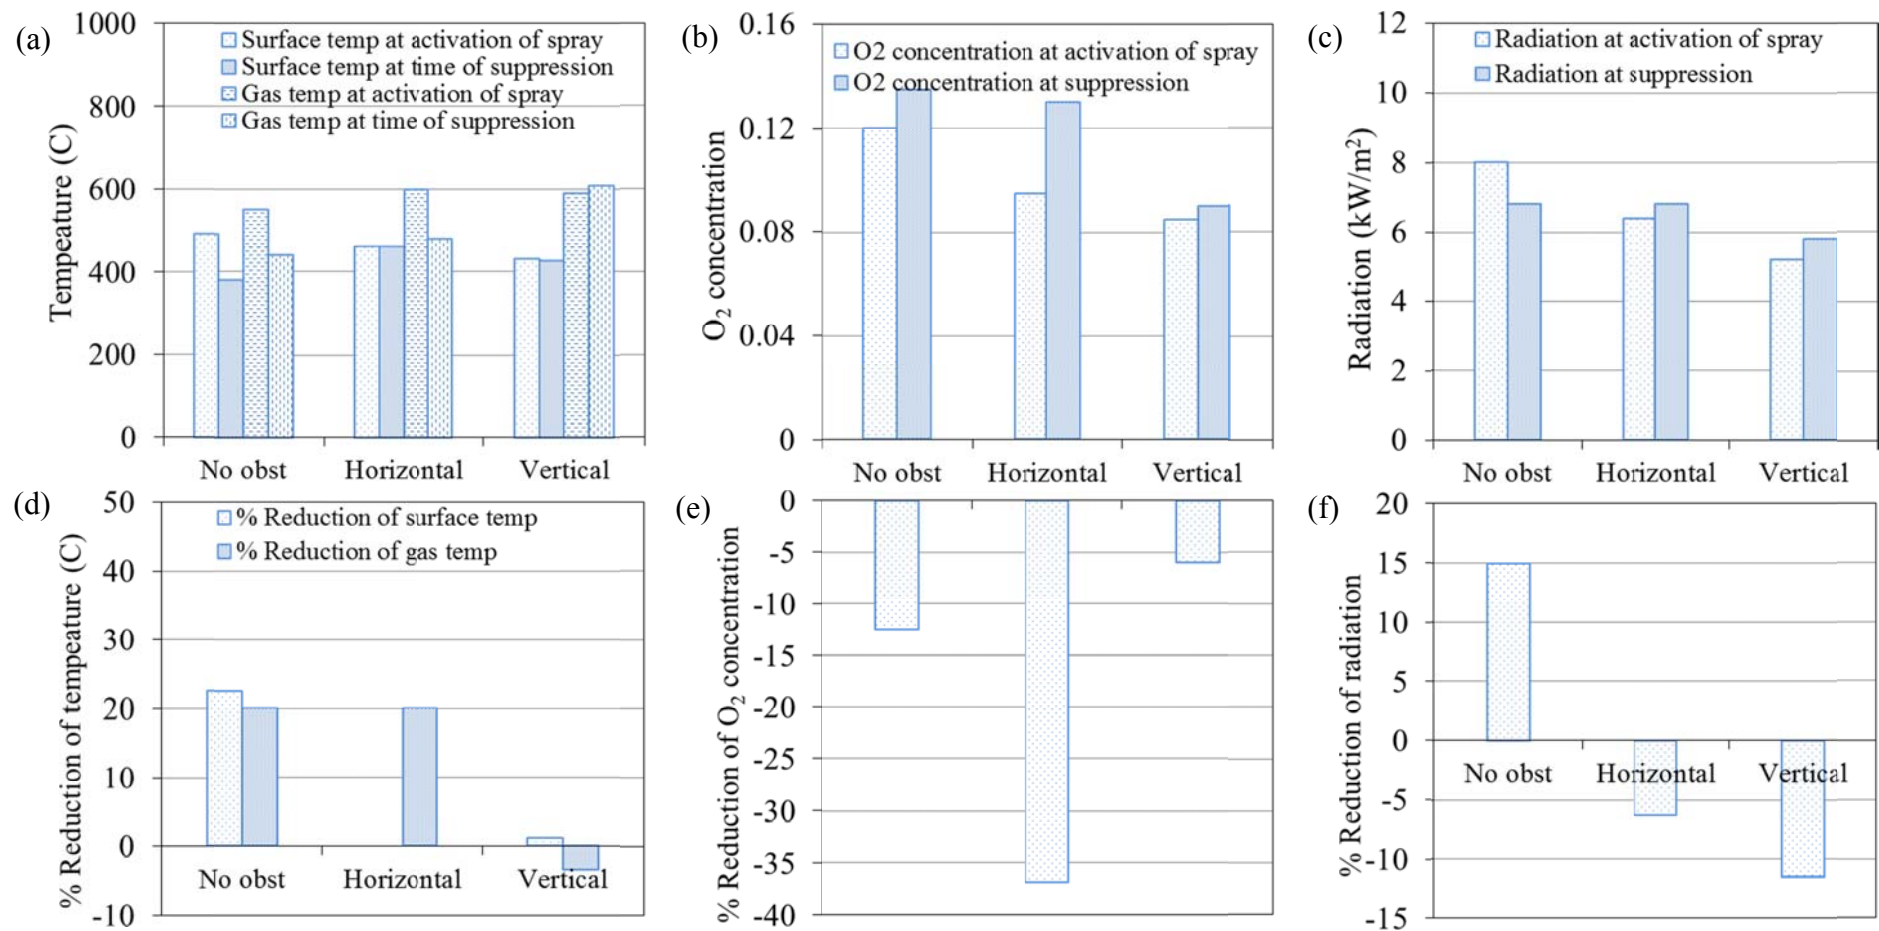 (a)
Tempeature (C)
1000
800
600
400
200
0
Surface temp at activation of spray
Surface temp at time of suppression
Gas temp at activation of spray
Gas temp at time of suppression
No obst Horizontal Vertical
(b)
O2 concentration
0.16
0.12
0.08
0.04
0
O2 concentration at activation of spray
O2 concentration at suppression
No obst Horizontal Vertical
(c)
Radiation (kW/m2)
12
10
8
6
4
2
0
Radiation at activation of spray
Radiation at suppression
No obst Horizontal Vertical
(d)
% Reduction of tempeature (C)
50
40
30
20
10
0
-10
% Reduction of surface temp
% Reduction of gas temp
No obst Horizontal Vertical
(e)
% Reduction of O2 concentration
0
-5
-10
-15
-20
-25
-30
-35
-40
(f)
% Reduction of radiation
20
15
10
5
0
-5
-10
-15
No obst Horizontal Vertical